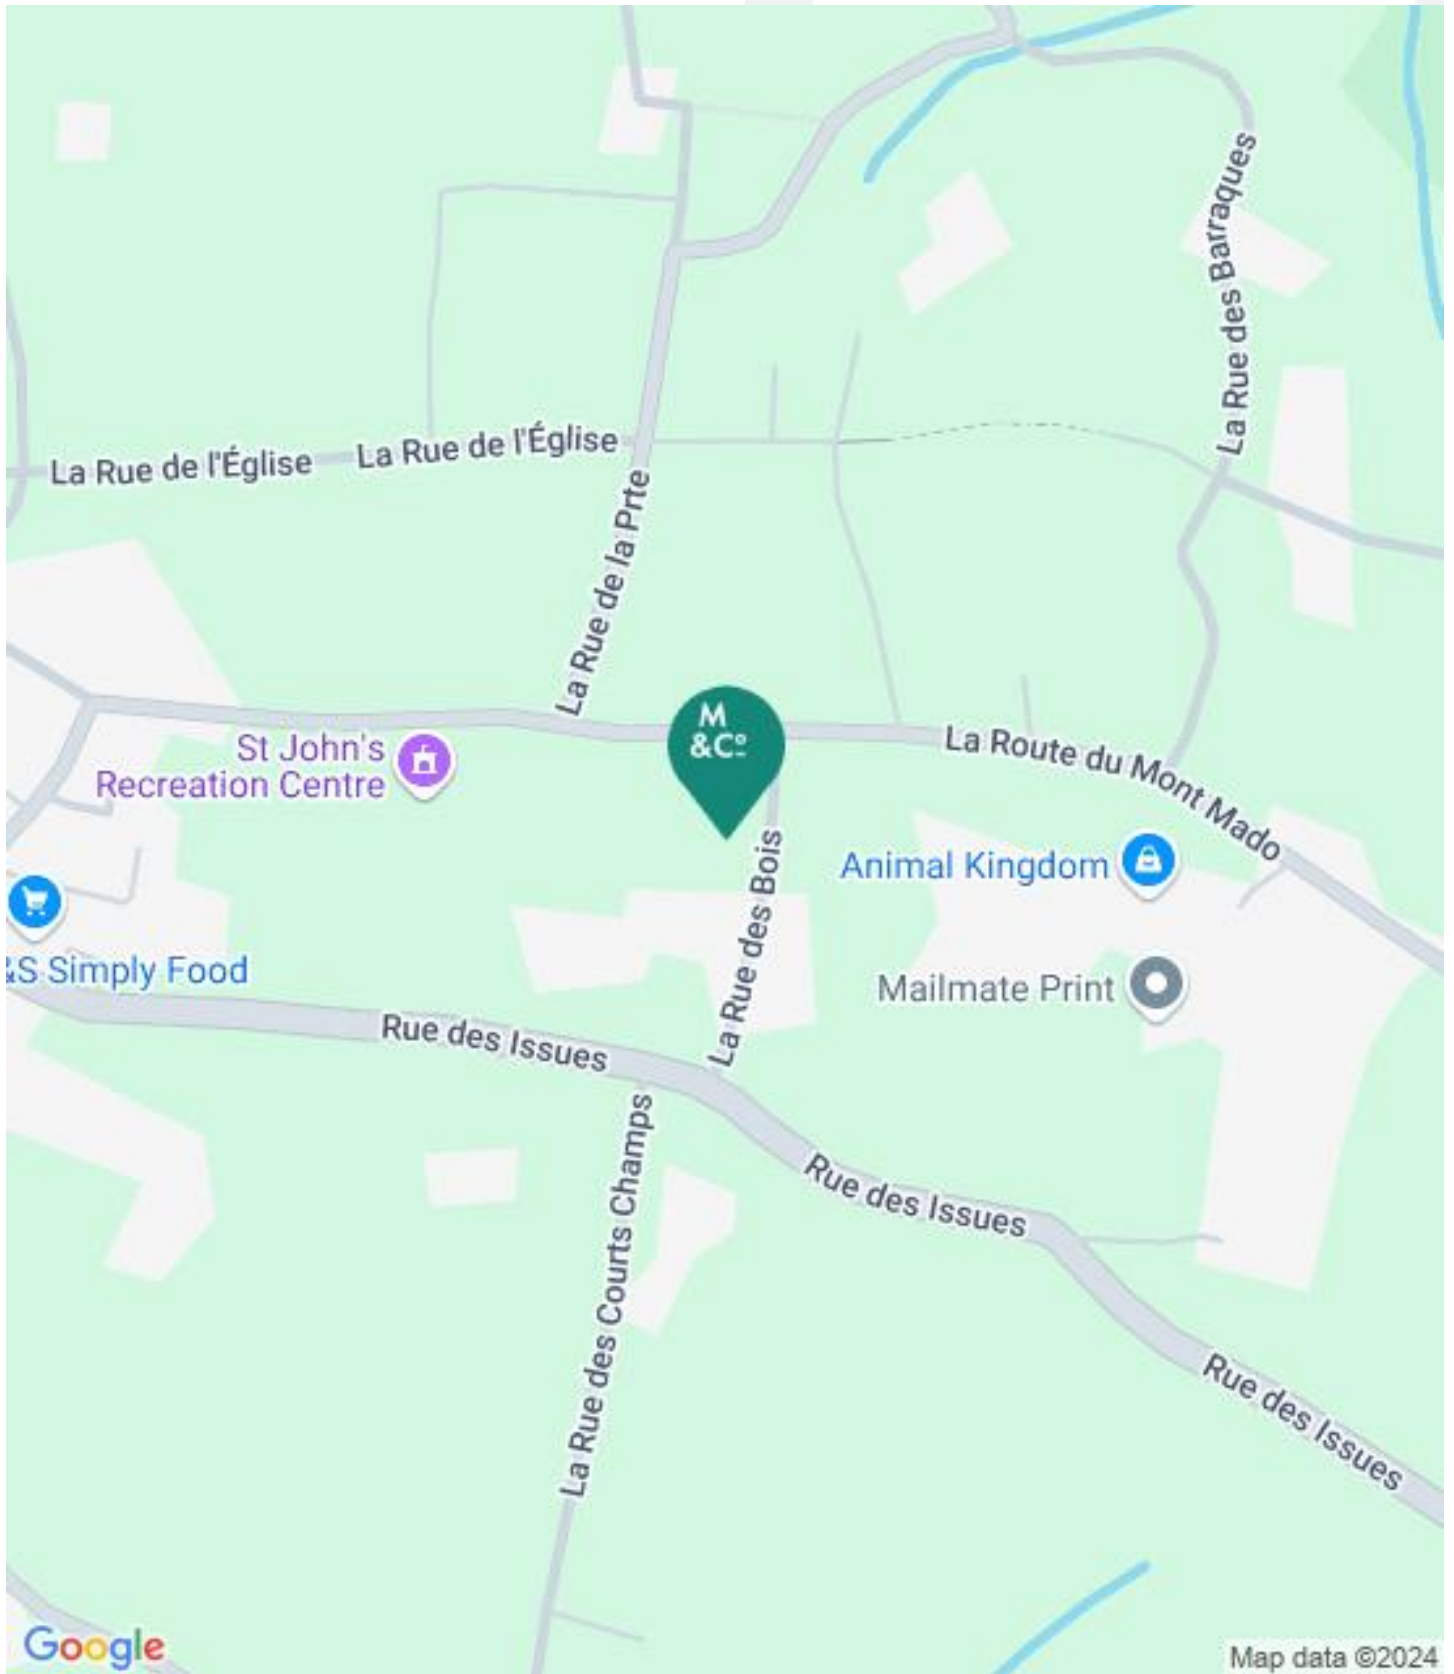 La Rue des Barraques
La Rue de l'Église
La Rue de l'Église
La Rue de la Prte
M
&Cº
La Route du Mont Mado
St John's
Recreation Centre
Animal Kingdom
La Rue des Bois
&S Simply Food
Mailmate Print
Rue des Issues
La Rue des Courts Champs
Rue des Issues
Rue des Issues
Google
Map data ©2024